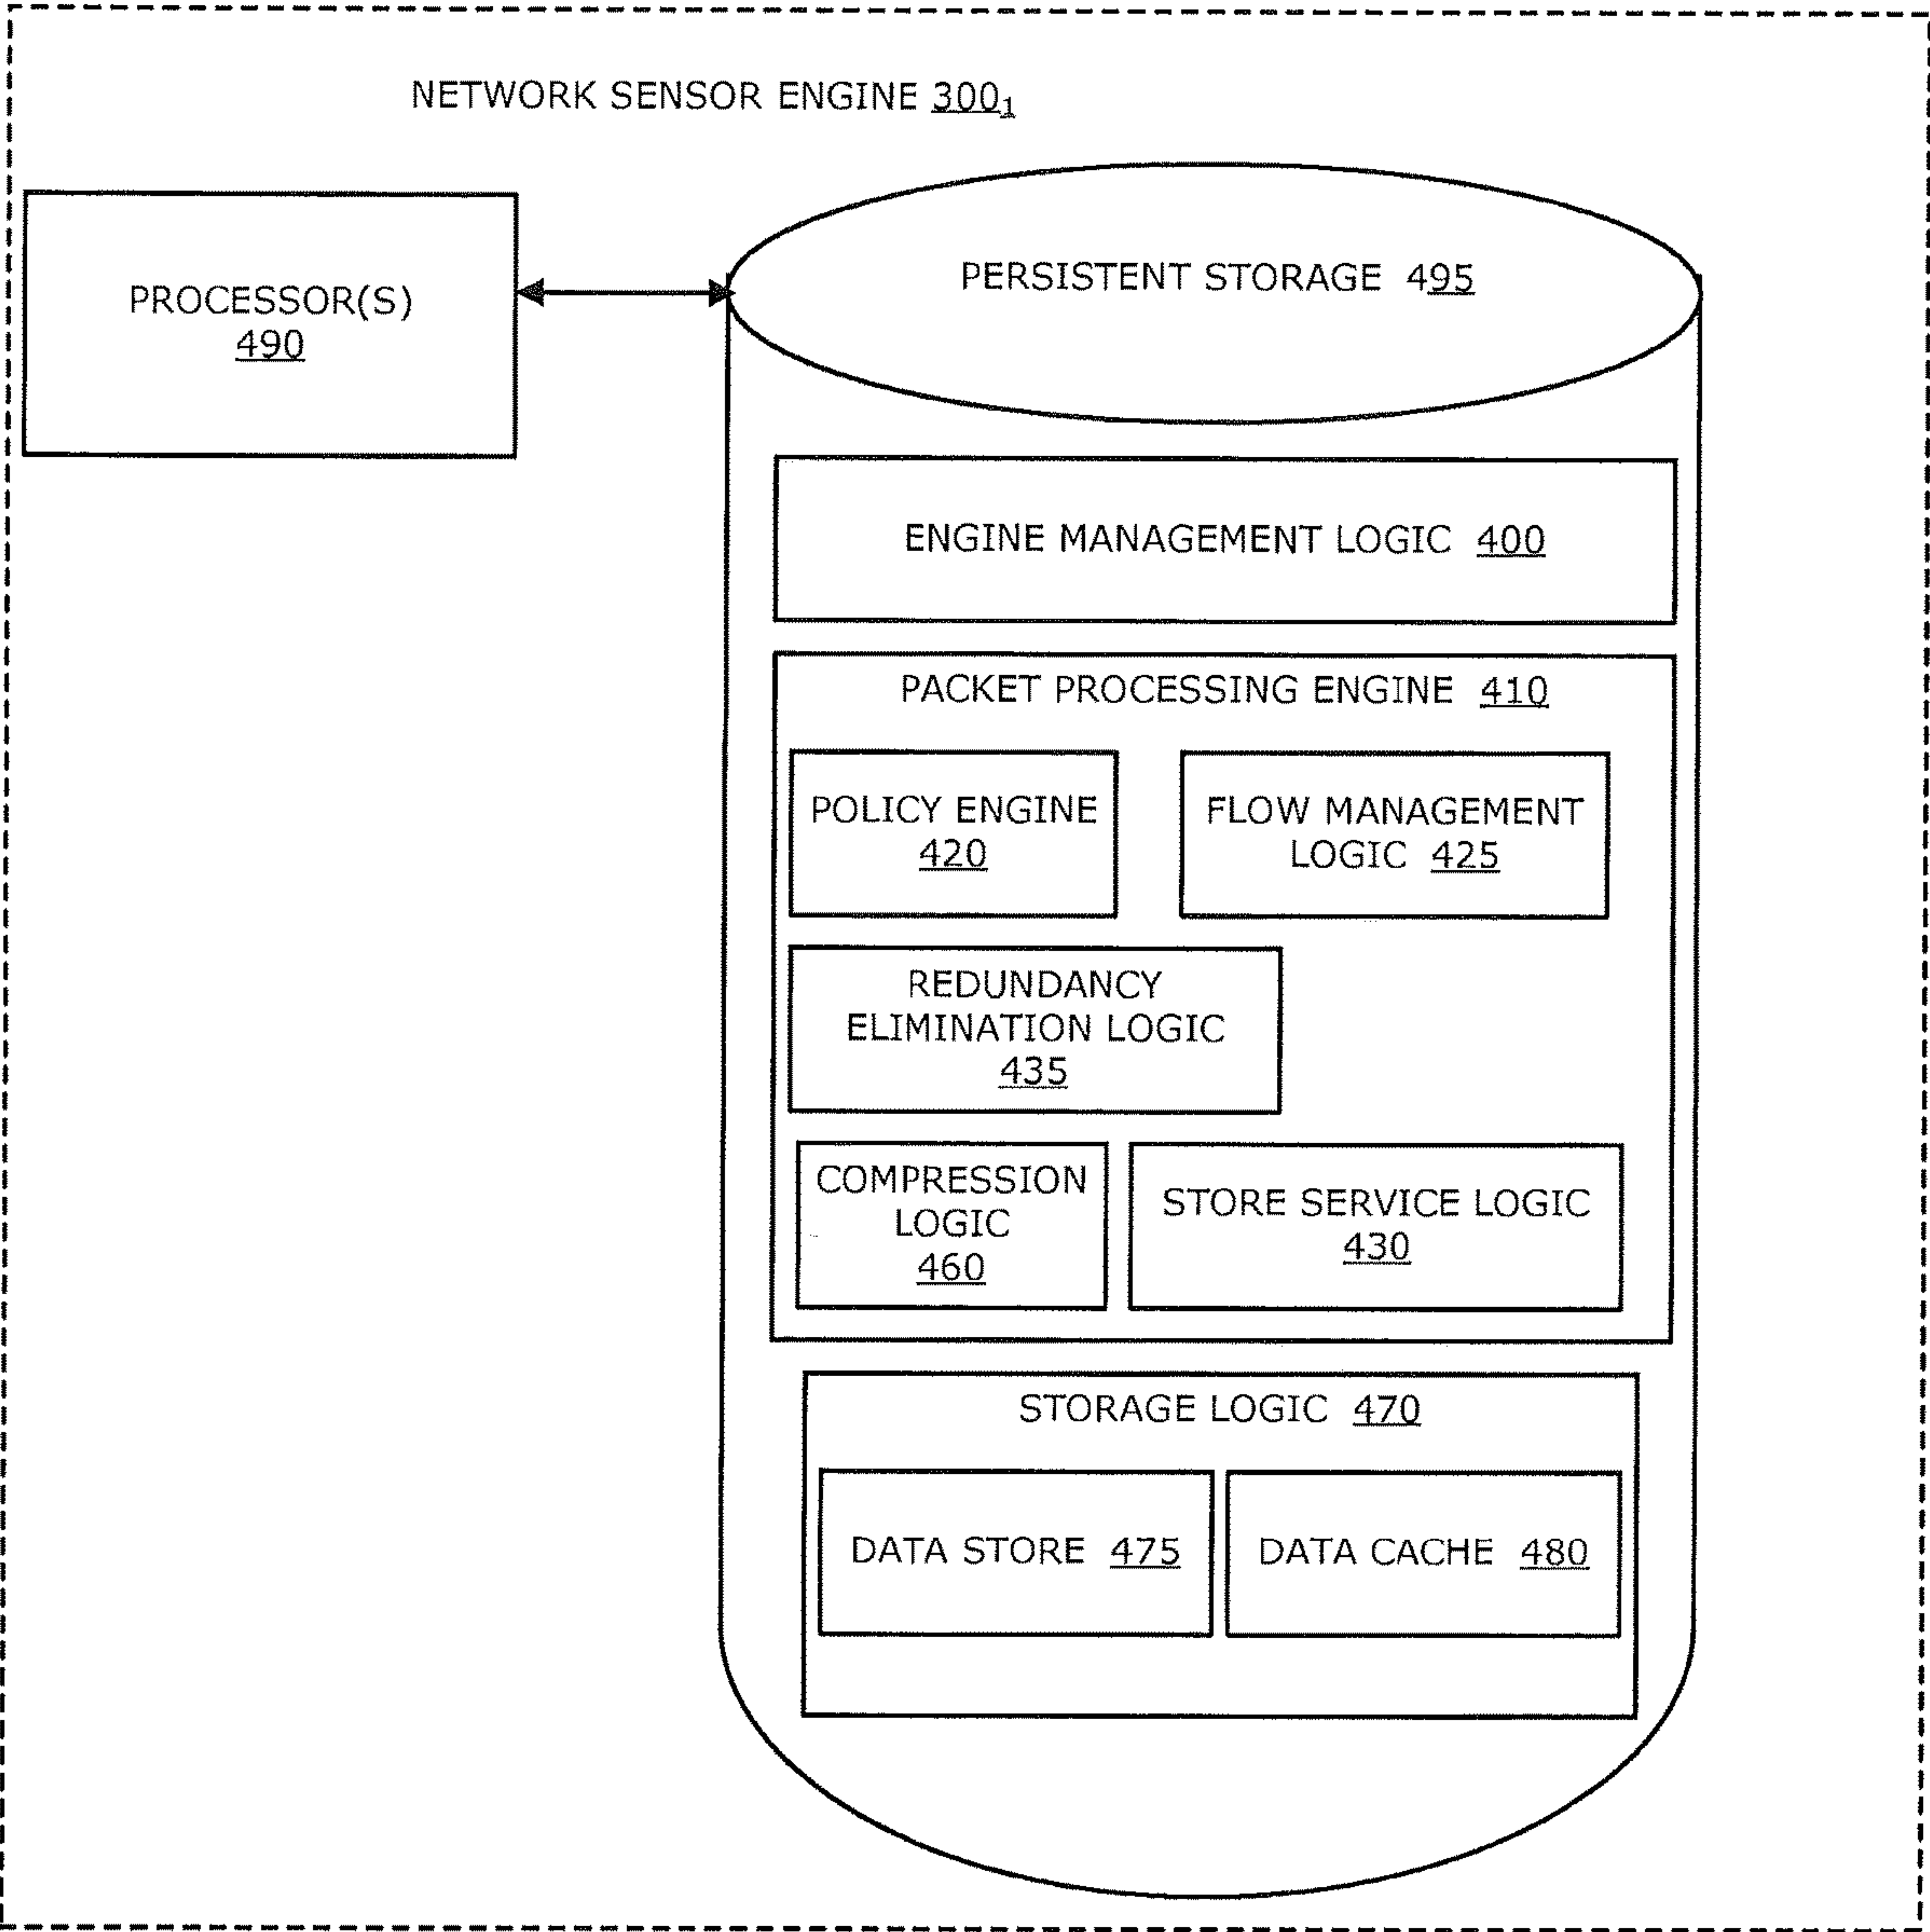 NETWORK SENSOR ENGINE 300₁
PROCESSOR(S)
490
PERSISTENT STORAGE 495
ENGINE MANAGEMENT LOGIC 400
PACKET PROCESSING ENGINE 410
POLICY ENGINE
420
FLOW MANAGEMENT
LOGIC 425
REDUNDANCY
ELIMINATION LOGIC
435
COMPRESSION
LOGIC
460
STORE SERVICE LOGIC
430
STORAGE LOGIC 470
DATA STORE 475
DATA CACHE 480